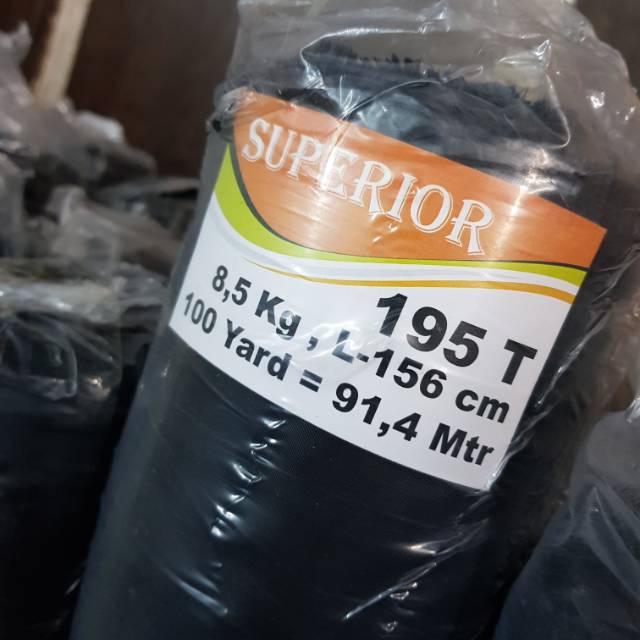 SUPERIOR
195 T
8,5 Kg , L-156 cm
100 Yard = 91,4 Mtr